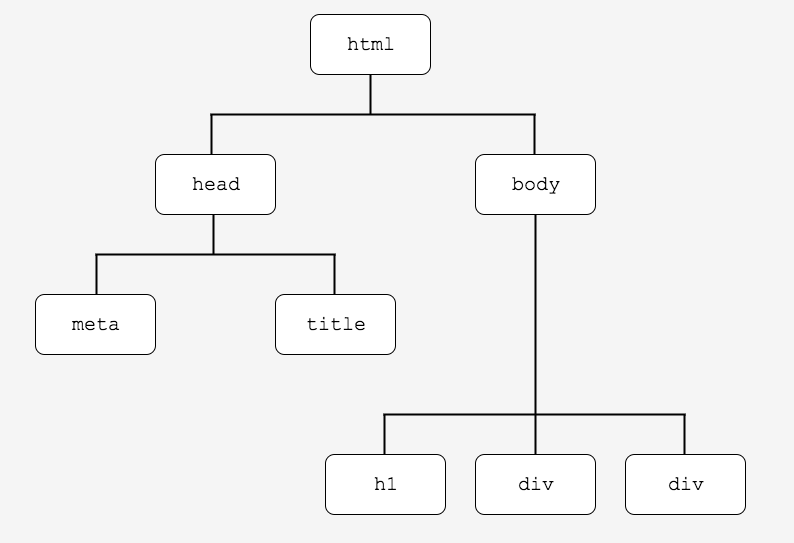 html
head
body
meta
title
h1
div
div